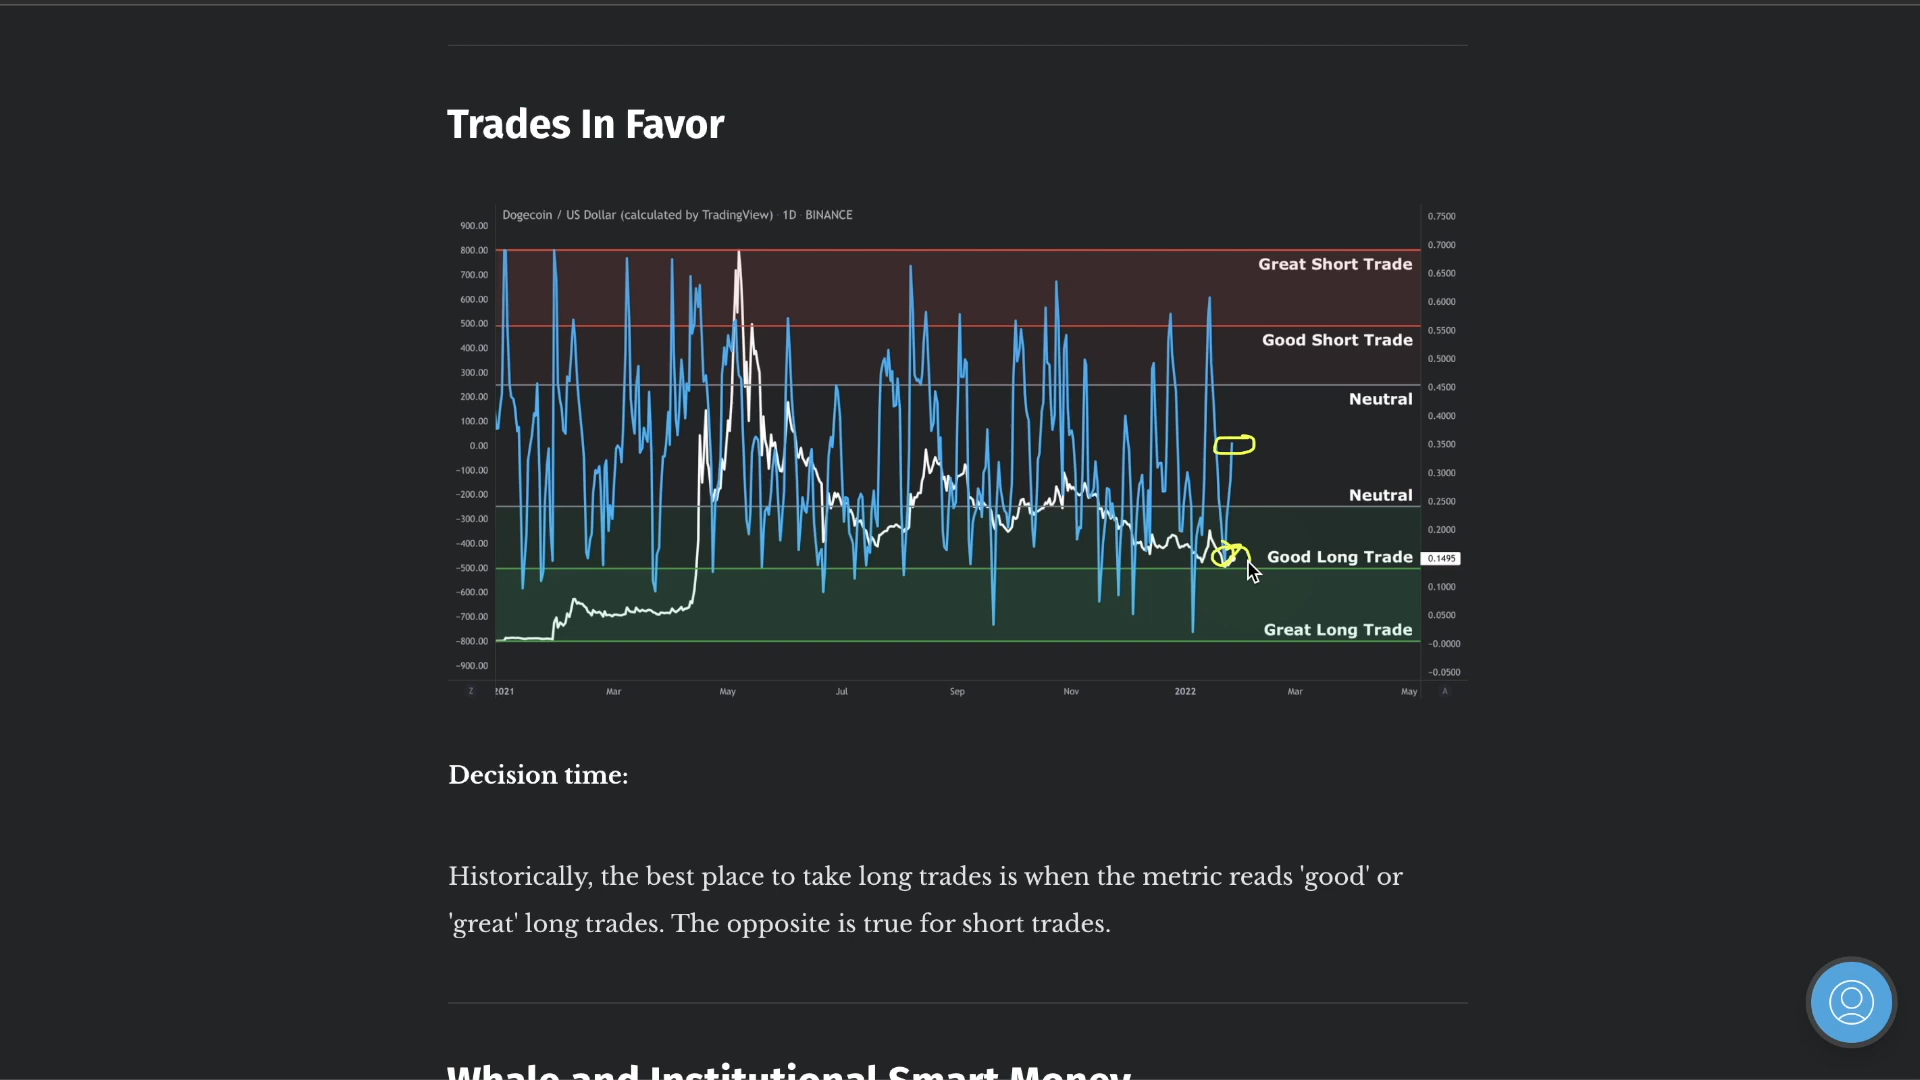 Trades In Favor
Dogecoin / US Dollar (calculated by TradingView) · 1D · BINANCE
900.00
800.00
700.00
600.00
500.00
400.00
300.00
200.00
100.00
0.00
−100.00
−200.00
−300.00
−400.00
−500.00
−600.00
−700.00
−800.00
−900.00
Great Short Trade
Good Short Trade
Neutral
Neutral
Good Long Trade
Great Long Trade
0.7500
0.7000
0.6500
0.6000
0.5500
0.5000
0.4500
0.4000
0.3500
0.3000
0.2500
0.2000
0.1495
0.1000
0.0500
−0.0000
−0.0500
Z 2021 Mar May Jul Sep Nov 2022 Mar May A
Decision time:
Historically, the best place to take long trades is when the metric reads 'good' or
'great' long trades. The opposite is true for short trades.
Whale and Institutional Smart Money